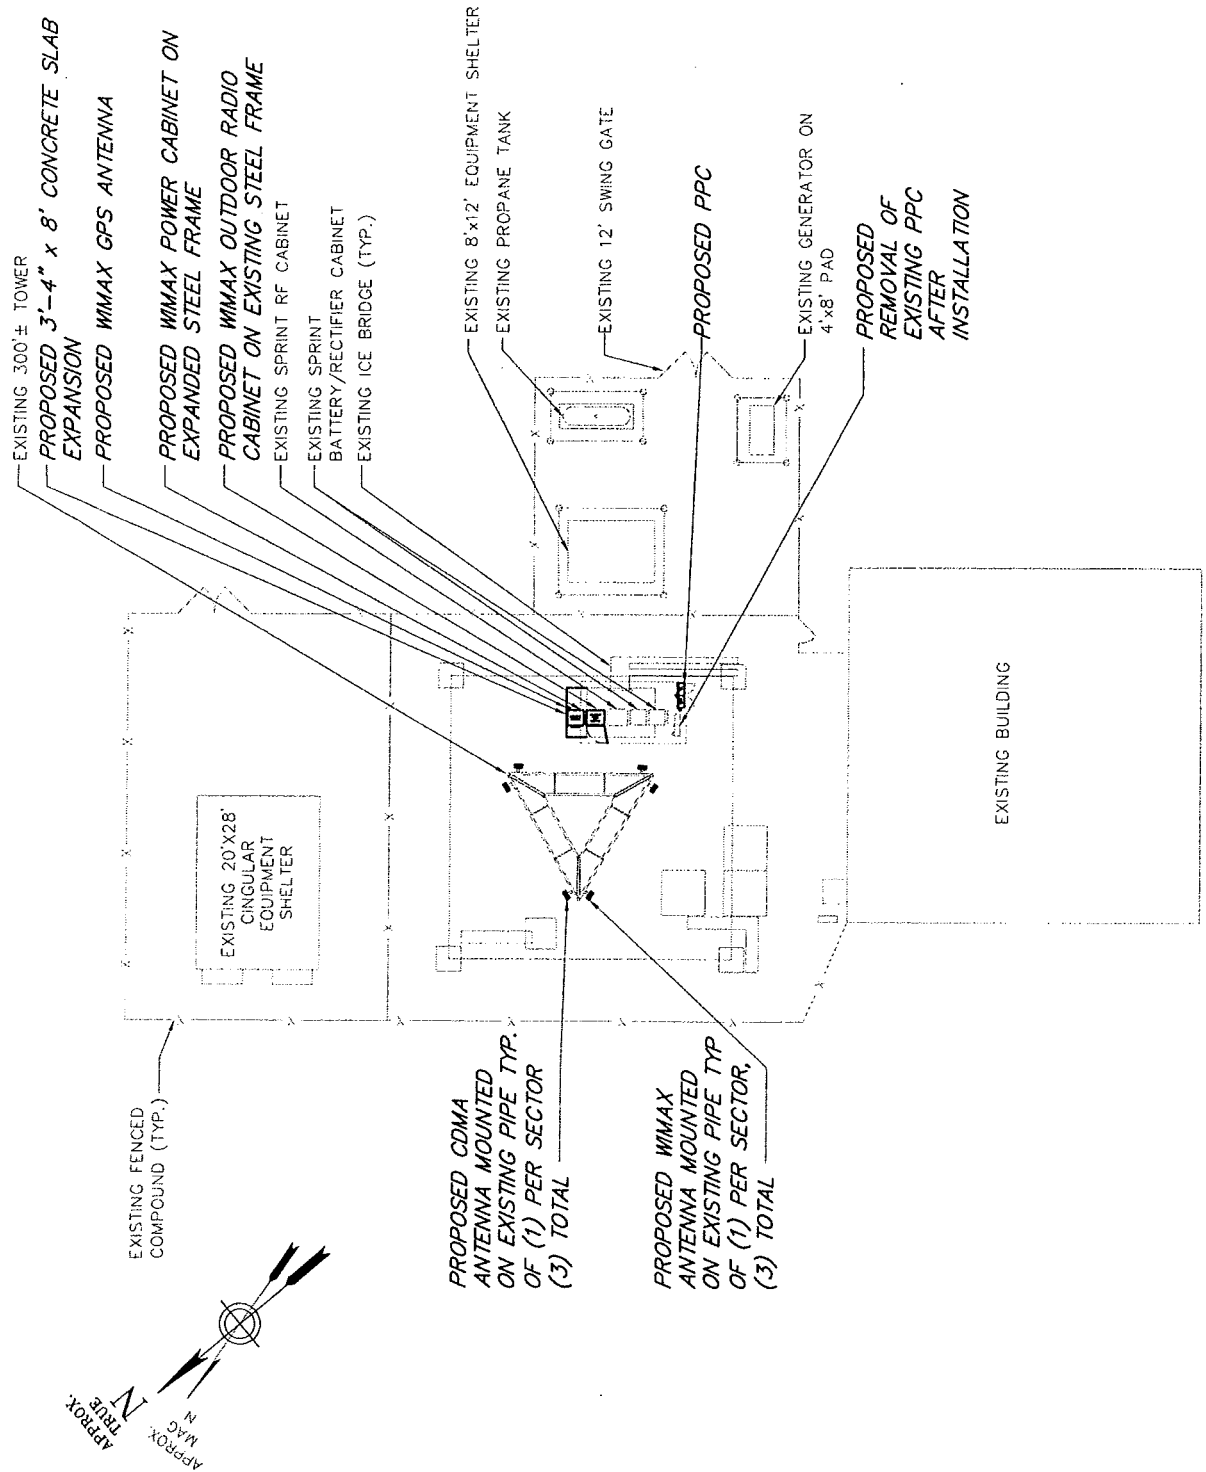 EXISTING 300'± TOWER
PROPOSED 3'-4" x 8' CONCRETE SLAB
EXPANSION
PROPOSED WIMAX GPS ANTENNA
PROPOSED WIMAX POWER CABINET ON
EXPANDED STEEL FRAME
PROPOSED WIMAX OUTDOOR RADIO
CABINET ON EXISTING STEEL FRAME
EXISTING SPRINT RF CABINET
EXISTING SPRINT
BATTERY/RECTIFIER CABINET
EXISTING ICE BRIDGE (TYP.)
EXISTING 8'x12' EQUIPMENT SHELTER
EXISTING PROPANE TANK
EXISTING 12' SWING GATE
PROPOSED PPC
EXISTING GENERATOR ON
4'x8' PAD
PROPOSED
REMOVAL OF
EXISTING PPC
AFTER
INSTALLATION
EXISTING 20'X28'
CINGULAR
EQUIPMENT
SHELTER
EXISTING BUILDING
EXISTING FENCED
COMPOUND (TYP.)
PROPOSED CDMA
ANTENNA MOUNTED
ON EXISTING PIPE TYP.
OF (1) PER SECTOR
(3) TOTAL
PROPOSED WIMAX
ANTENNA MOUNTED
ON EXISTING PIPE TYP
OF (1) PER SECTOR,
(3) TOTAL
APPROX.
TRUE
N
APPROX.
MAG
N